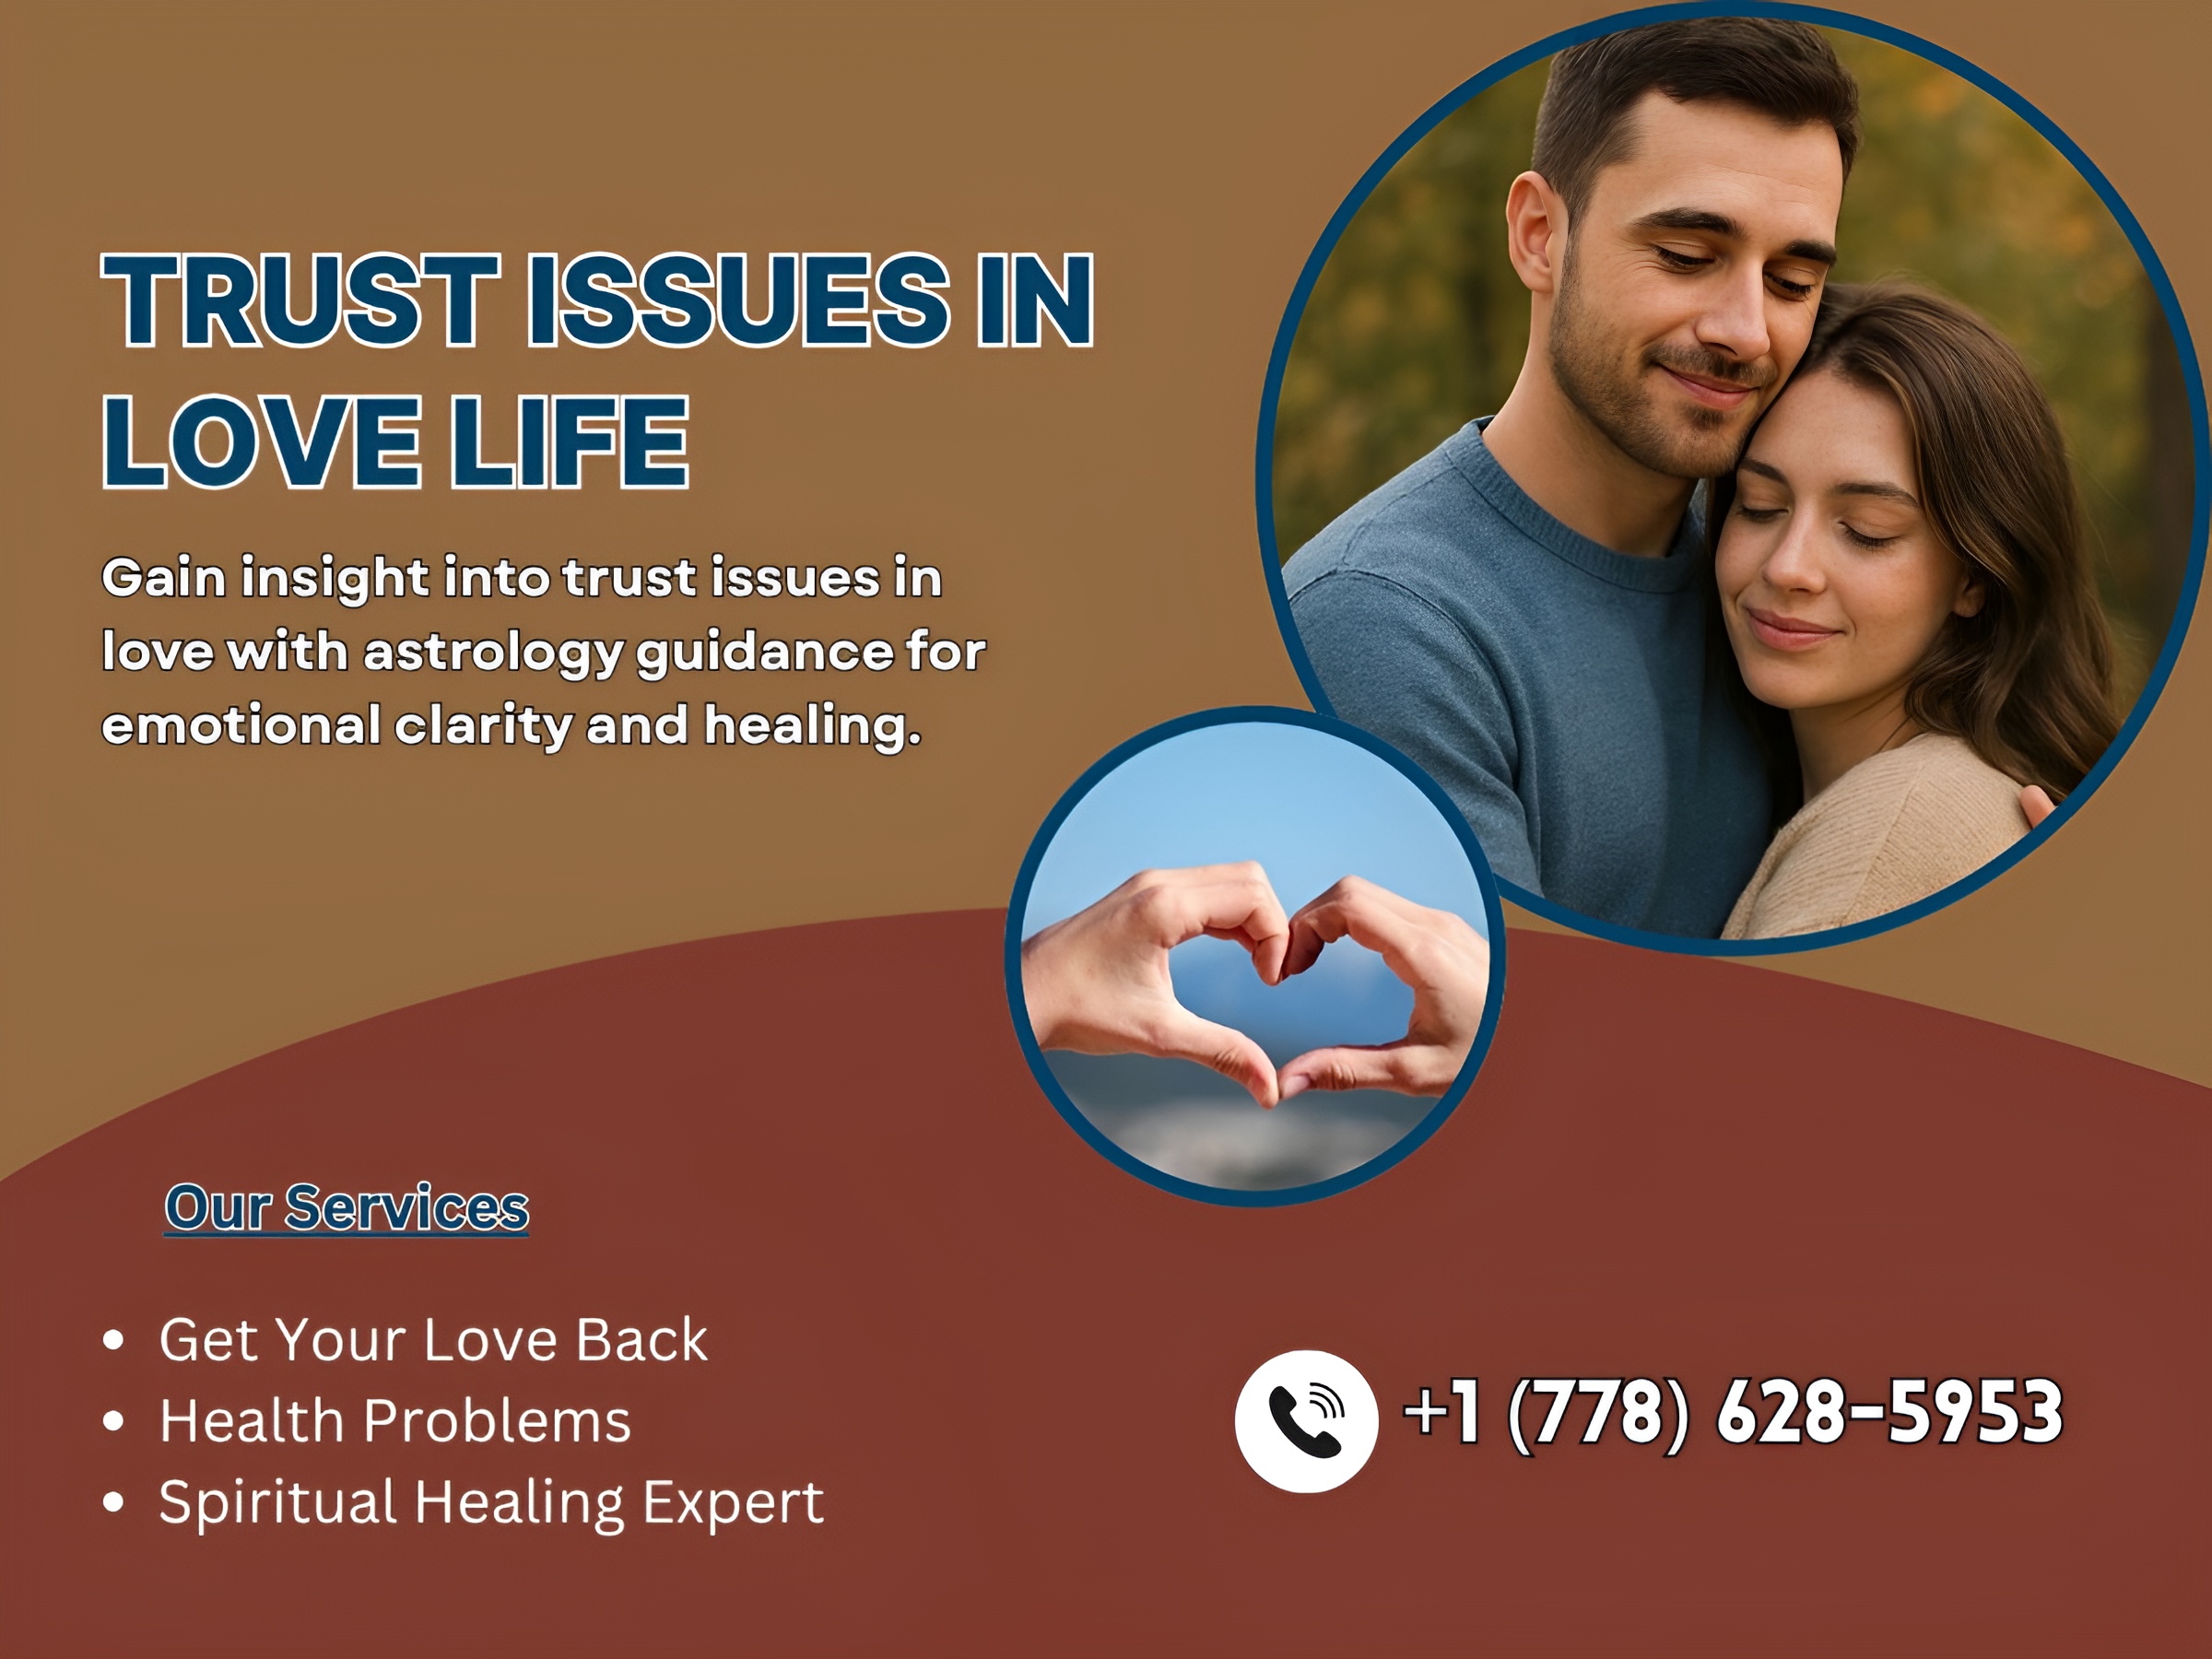 TRUST ISSUES IN
LOVE LIFE
Gain insight into trust issues in
love with astrology guidance for
emotional clarity and healing.
Our Services
• Get Your Love Back
• Health Problems
• Spiritual Healing Expert
+1 (778) 628-5953